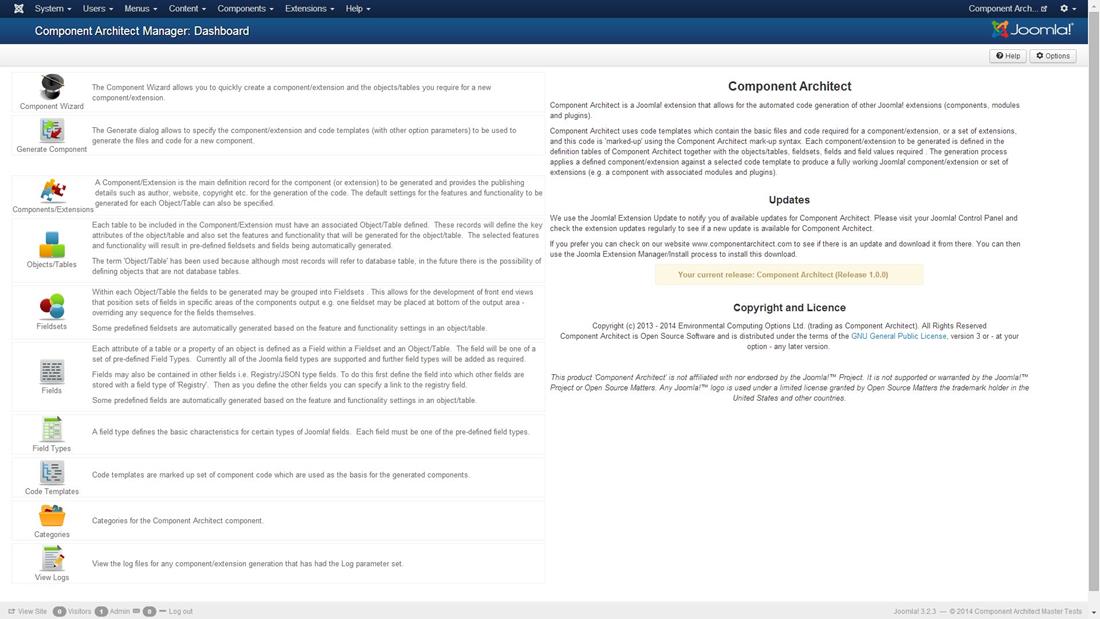 System Users Menus Content Components Extensions Help Component Arch...
Component Architect Manager: Dashboard Joomla!®
Help Options
Component Wizard
The Component Wizard allows you to quickly create a component/extension and the objects/tables you require for a new
component/extension.
Generate Component
The Generate dialog allows to specify the component/extension and code templates (with other option parameters) to be used to
generate the files and code for a new component.
Components/Extensions
A Component/Extension is the main definition record for the component (or extension) to be generated and provides the publishing
details such as author, website, copyright etc. for the generation of the code. The default settings for the features and functionality to be
generated for each Object/Table can also be specified.
Objects/Tables
Each table to be included in the Component/Extension must have an associated Object/Table defined. These records will define the key
attributes of the object/table and also set the features and functionality that will be generated for the object/table. The selected features
and functionality will result in pre-defined fieldsets and fields being automatically generated.
The term 'Object/Table' has been used because although most records will refer to database table, in the future there is the possibility of
defining objects that are not database tables.
Fieldsets
Within each Object/Table the fields to be generated may be grouped into Fieldsets . This allows for the development of front end views
that position sets of fields in specific areas of the components output e.g. one fieldset may be placed at bottom of the output area -
overriding any sequence for the fields themselves.
Some predefined fieldsets are automatically generated based on the feature and functionality settings in an object/table.
Fields
Each attribute of a table or a property of an object is defined as a Field within a Fieldset and an Object/Table. The field will be one of a
set of pre-defined Field Types. Currently all of the Joomla field types are supported and further field types will be added as required.
Fields may also be contained in other fields i.e. Registry/JSON type fields. To do this first define the field into which other fields are
stored with a field type of 'Registry'. Then as you define the other fields you can specify a link to the registry field.
Some predefined fields are automatically generated based on the feature and functionality settings in an object/table.
Field Types
A field type defines the basic characteristics for certain types of Joomla! fields. Each field must be one of the pre-defined field types.
Code Templates
Code templates are marked up set of component code which are used as the basis for the generated components.
Categories
Categories for the Component Architect component.
View Logs
View the log files for any component/extension generation that has had the Log parameter set.
Component Architect
Component Architect is a Joomla! extension that allows for the automated code generation of other Joomla! extensions (components, modules
and plugins).
Component Architect uses code templates which contain the basic files and code required for a component/extension, or a set of extensions,
and this code is 'marked-up' using the Component Architect mark-up syntax. Each component/extension to be generated is defined in the
definition tables of Component Architect together with the objects/tables, fieldsets, fields and field values required . The generation process
applies a defined component/extension against a selected code template to produce a fully working Joomla! component/extension or set of
extensions (e.g. a component with associated modules and plugins).
Updates
We use the Joomla! Extension Update to notify you of available updates for Component Architect. Please visit your Joomla! Control Panel and
check the extension updates regularly to see if a new update is available for Component Architect.
If you prefer you can check on our website www.componentarchitect.com to see if there is an update and download it from there. You can then
use the Joomla Extension Manager/Install process to install this download.
Your current release: Component Architect (Release 1.0.0)
Copyright and Licence
Copyright (c) 2013 - 2014 Environmental Computing Options Ltd. (trading as Component Architect). All Rights Reserved
Component Architect is Open Source Software and is distributed under the terms of the GNU General Public License, version 3 or - at your
option - any later version.
This product 'Component Architect' is not affiliated with nor endorsed by the Joomla!™ Project. It is not supported or warranted by the Joomla!™
Project or Open Source Matters. Any Joomla!™ logo is used under a limited license granted by Open Source Matters the trademark holder in the
United States and other countries.
View Site 0 Visitors 1 Admin 0 Log out Joomla! 3.2.3 — © 2014 Component Architect Master Tests